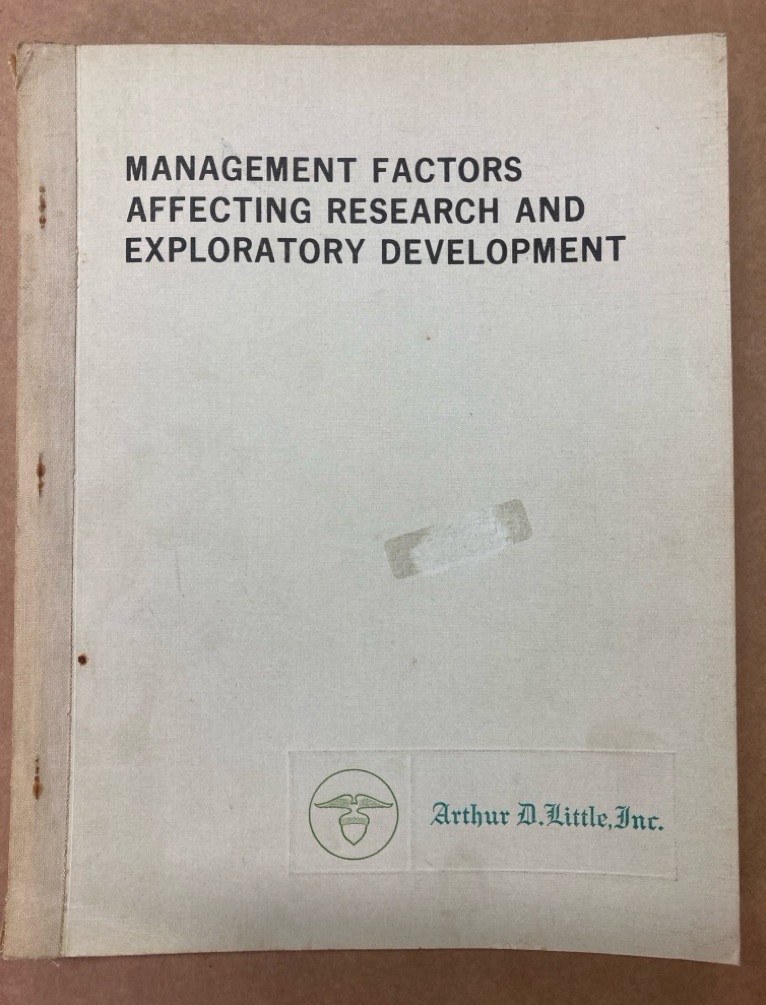 MANAGEMENT FACTORS
AFFECTING RESEARCH AND
EXPLORATORY DEVELOPMENT
Arthur D. Little, Inc.